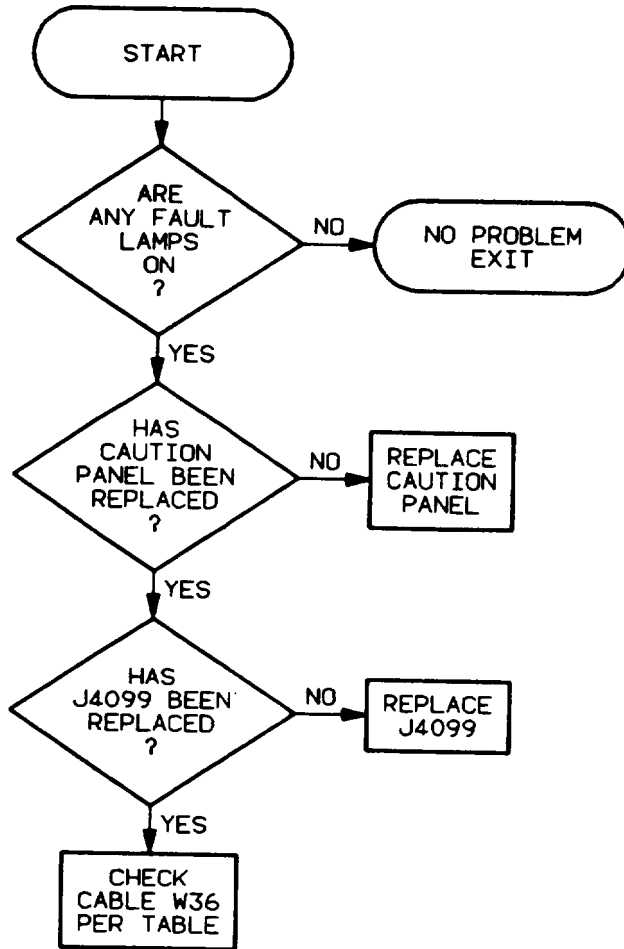 START
ARE
ANY FAULT
LAMPS
ON
?
NO
NO PROBLEM
EXIT
YES
HAS
CAUTION
PANEL BEEN
REPLACED
?
NO
REPLACE
CAUTION
PANEL
YES
HAS
J4099 BEEN
REPLACED
?
NO
REPLACE
J4099
YES
CHECK
CABLE W36
PER TABLE